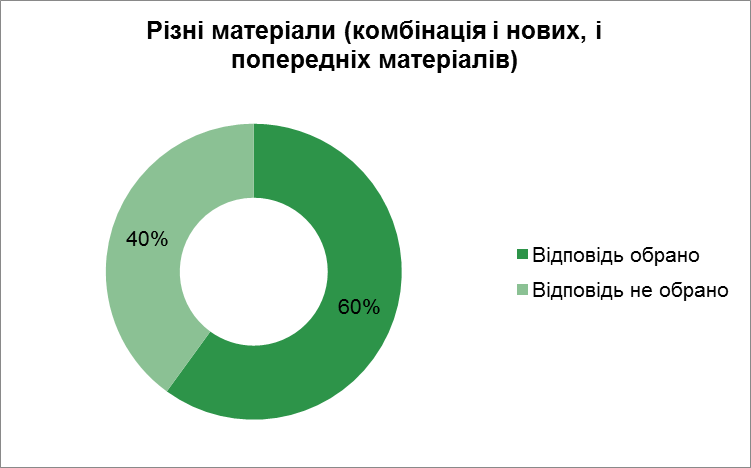 Різні матеріали (комбінація і нових, і
попередніх матеріалів)
40%
60%
Відповідь обрано
Відповідь не обрано